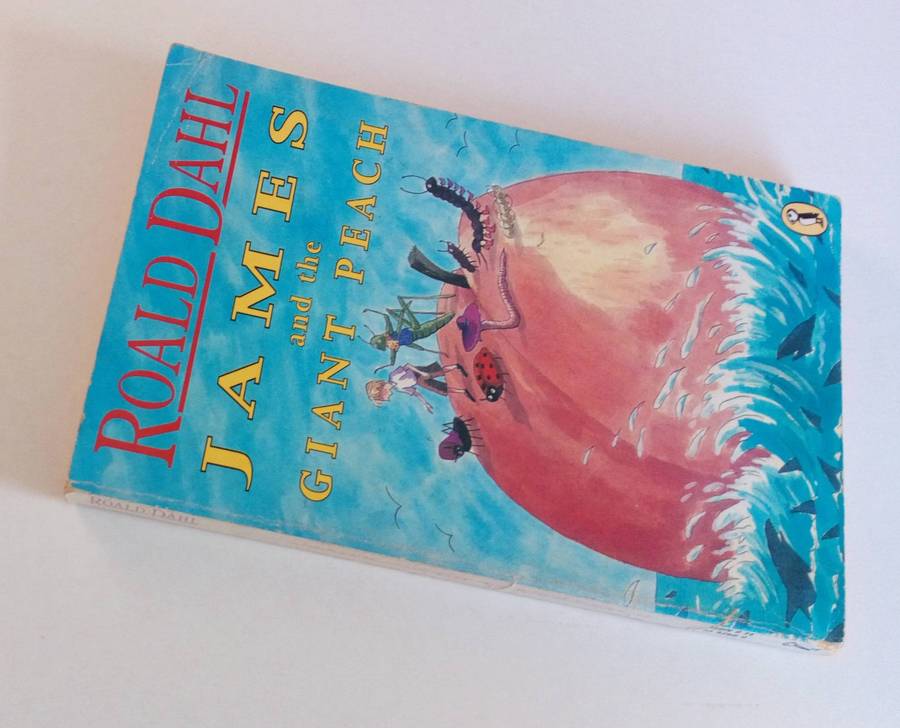 ROALD DAHL
JAMES
and the
GIANT PEACH
ROALD DAHL